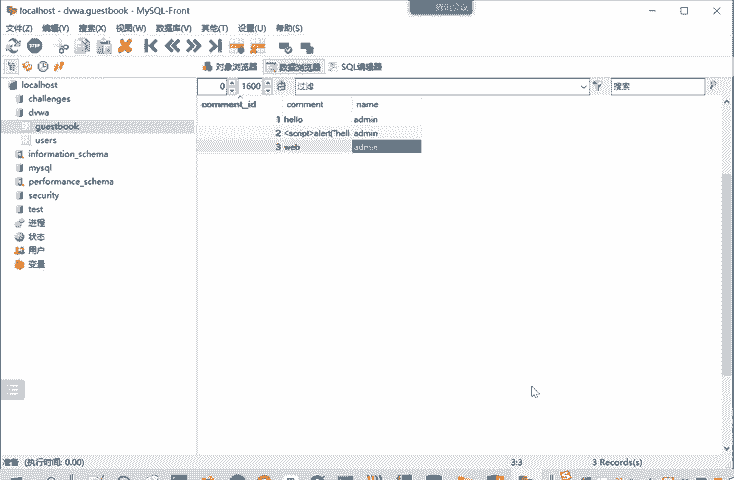 localhost - dvwa.guestbook - MySQL-Front
文件(Z) 编辑(Y) 搜索(X) 视图(W) 数据库(V) 其他(T) 设置(U) 帮助(S)
对象浏览器 数据浏览器 SQL编辑器
0 1600 过滤 搜索
localhost
challenges
dvwa
guestbook
users
information_schema
mysql
performance_schema
security
test
进程
状态
用户
变量
comment_id comment name
1 hello admin
2 <script>alert("hell admin
3 web admin
准备 (执行时间: 0.00) 3:3 3 Records(s)